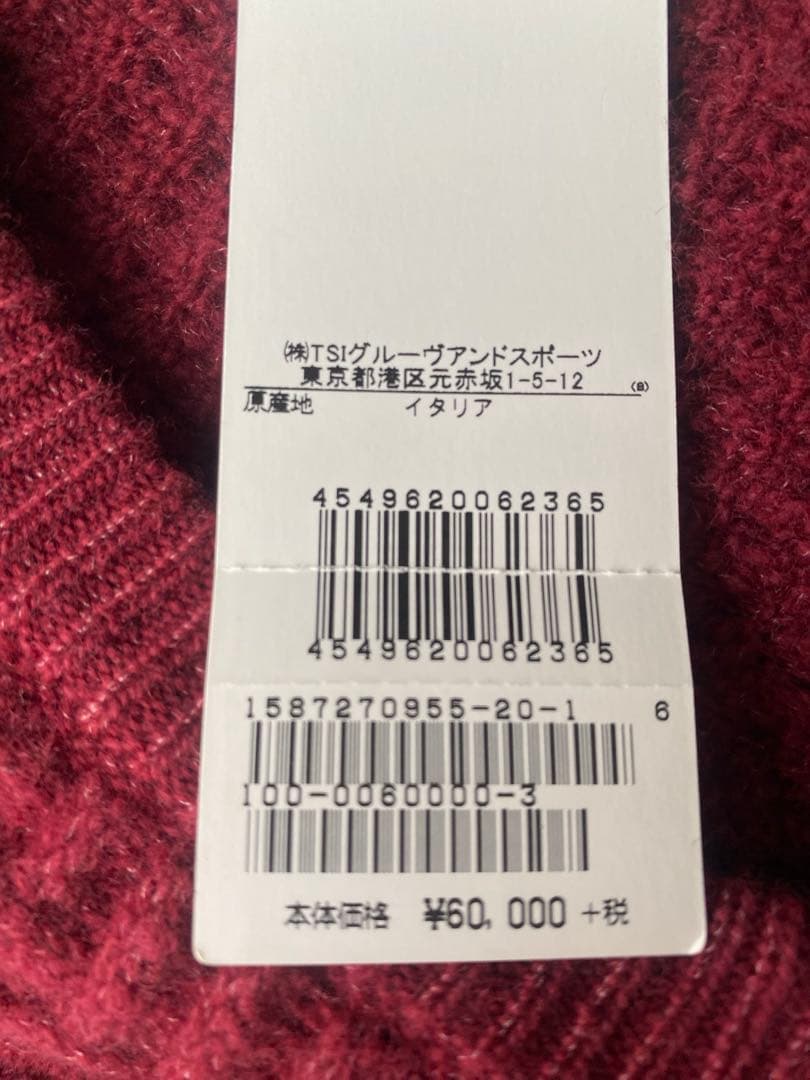 ㈱TSIグルーヴアンドスポーツ
東京都港区元赤坂1-5-12
(8)
原産地 イタリア
4549620062365
4549620062365
1587270955-20-1 6
100-0060000-3
本体価格 ¥60,000 +税